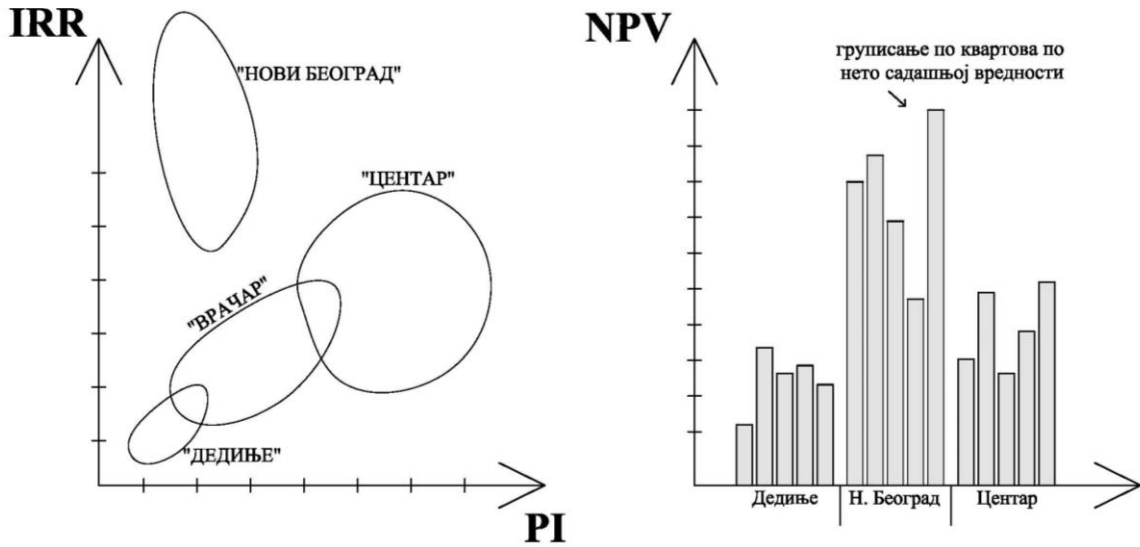 IRR
"НОВИ БЕОГРАД"
"ЦЕНТАР"
"ВРАЧАР"
"ДЕДИЊЕ"
PI
NPV
груписање по квартова по
нето садашњој вредности
Дедиње
Н. Београд
Центар